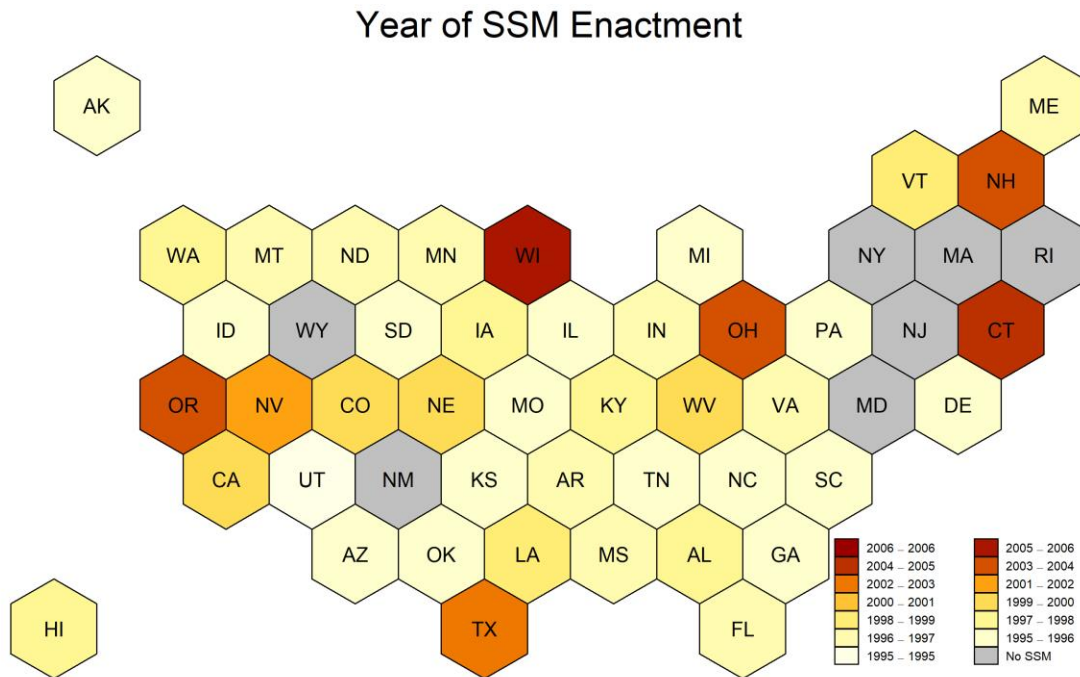 Year of SSM Enactment
AK
ME
VT NH
WA MT ND MN WI MI NY MA RI
ID WY SD IA IL IN OH PA NJ CT
OR NV CO NE MO KY WV VA MD DE
CA UT NM KS AR TN NC SC
AZ OK LA MS AL GA
HI TX FL
2006 – 2006 2005 – 2006
2004 – 2005 2003 – 2004
2002 – 2003 2001 – 2002
2000 – 2001 1999 – 2000
1998 – 1999 1997 – 1998
1996 – 1997 1995 – 1996
1995 – 1995 No SSM